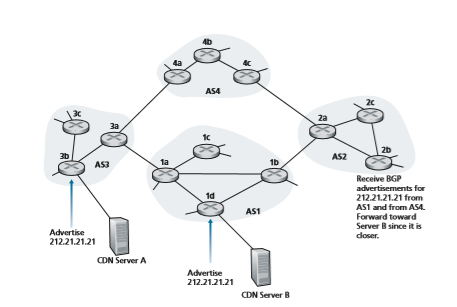 4b
4a
4c
AS4
3c
3a
3b
AS3
1c
1a
1b
1d
AS1
2c
2a
AS2
2b
Receive BGP
advertisements for
212.21.21.21 from
AS1 and from AS4.
Forward toward
Server B since it is
closer.
Advertise
212.21.21.21
CDN Server A
Advertise
212.21.21.21
CDN Server B